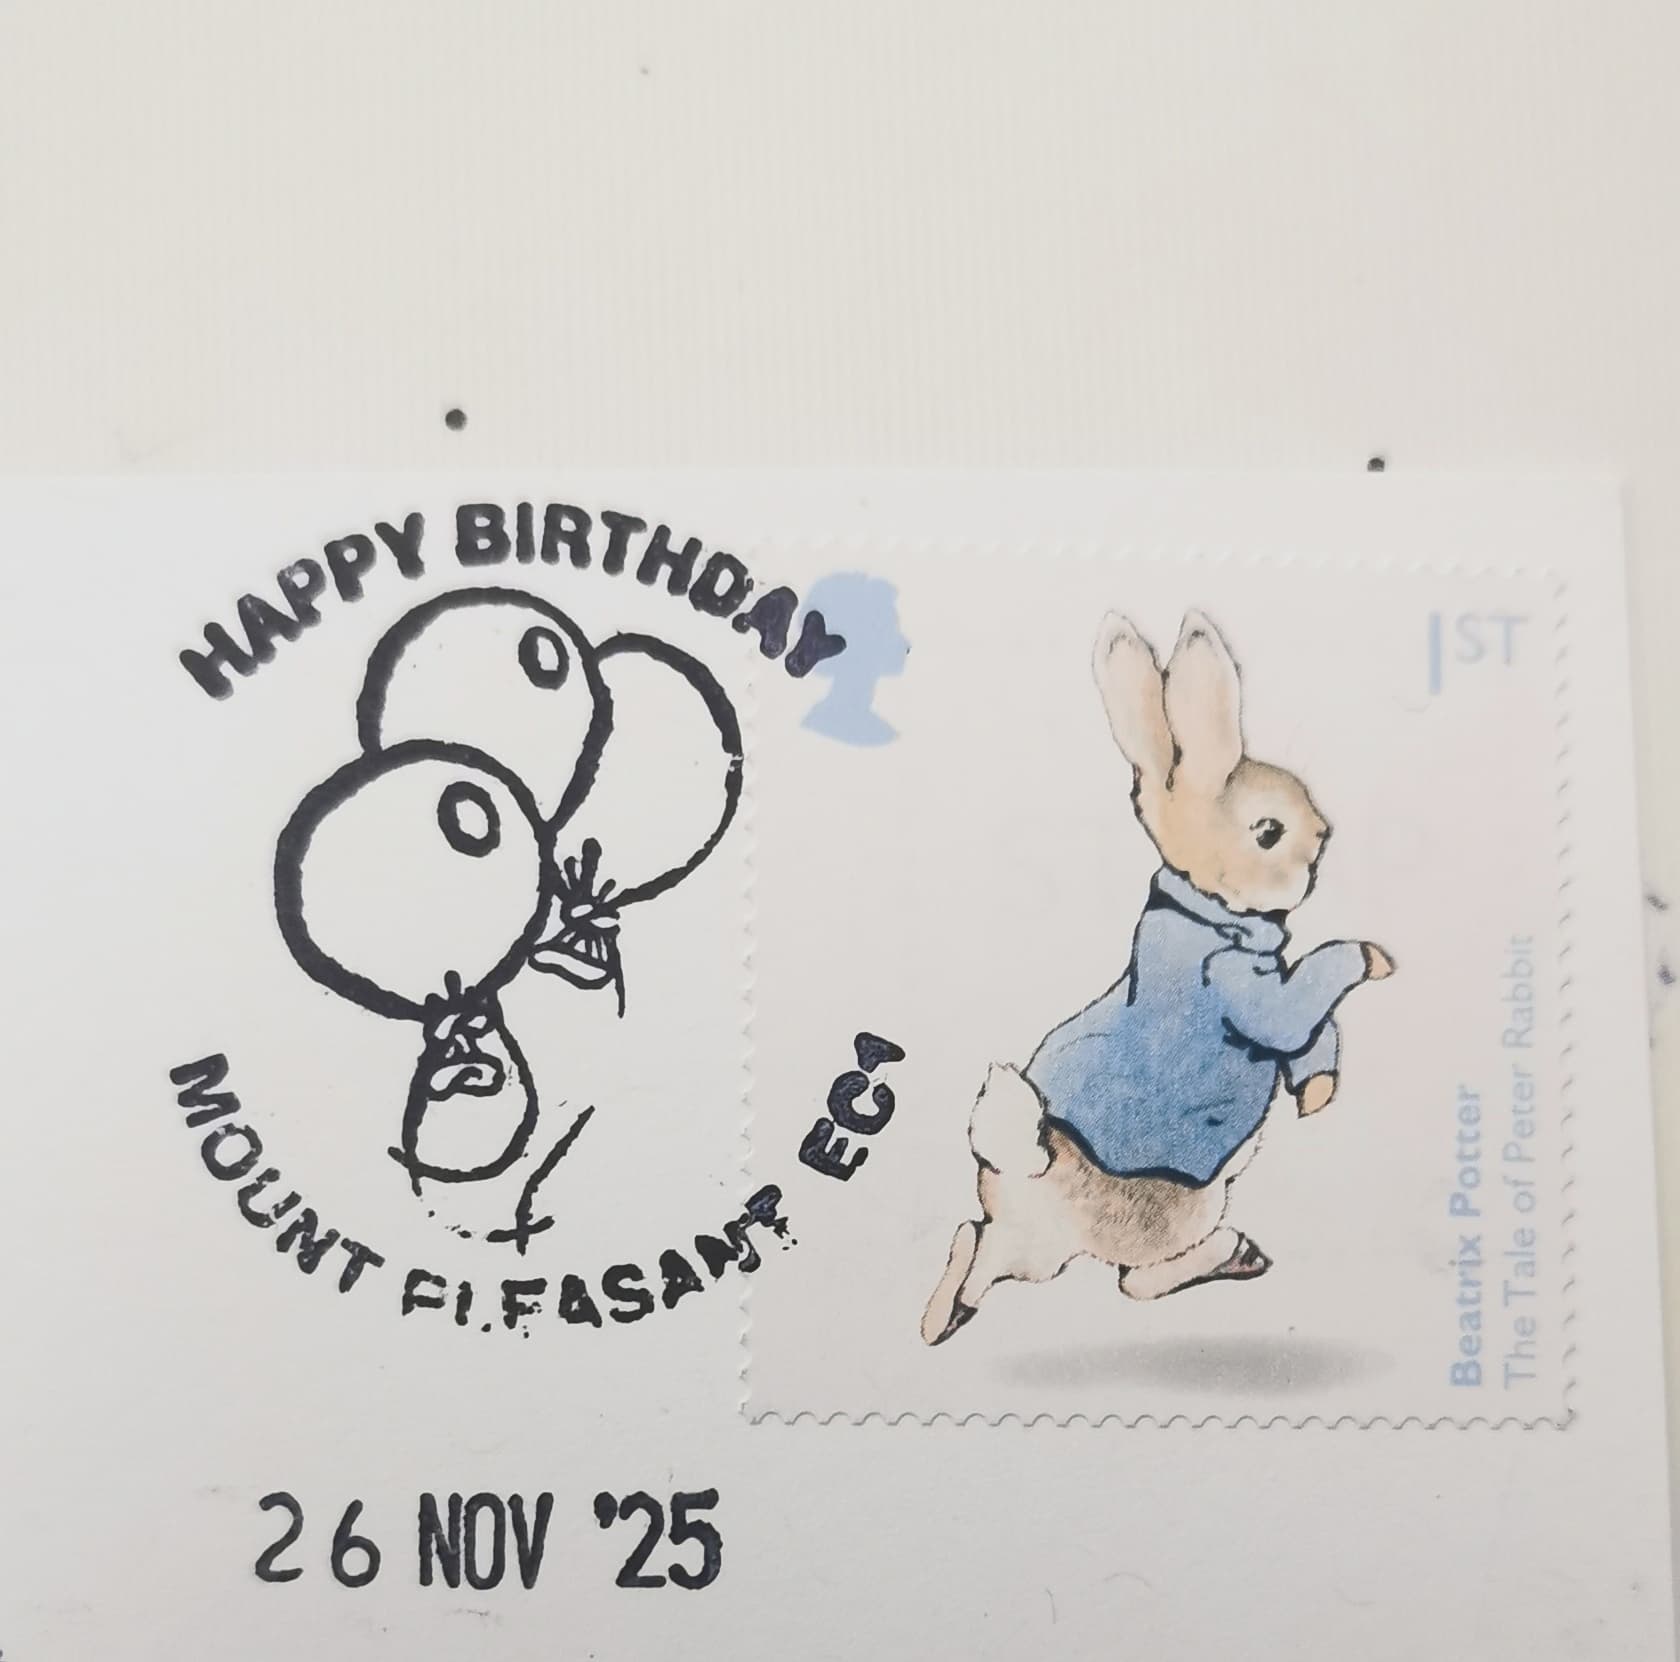 HAPPY BIRTHDAY
MOUNT PLEASANT EC1
26 NOV '25
1ST
Beatrix Potter
The Tale of Peter Rabbit